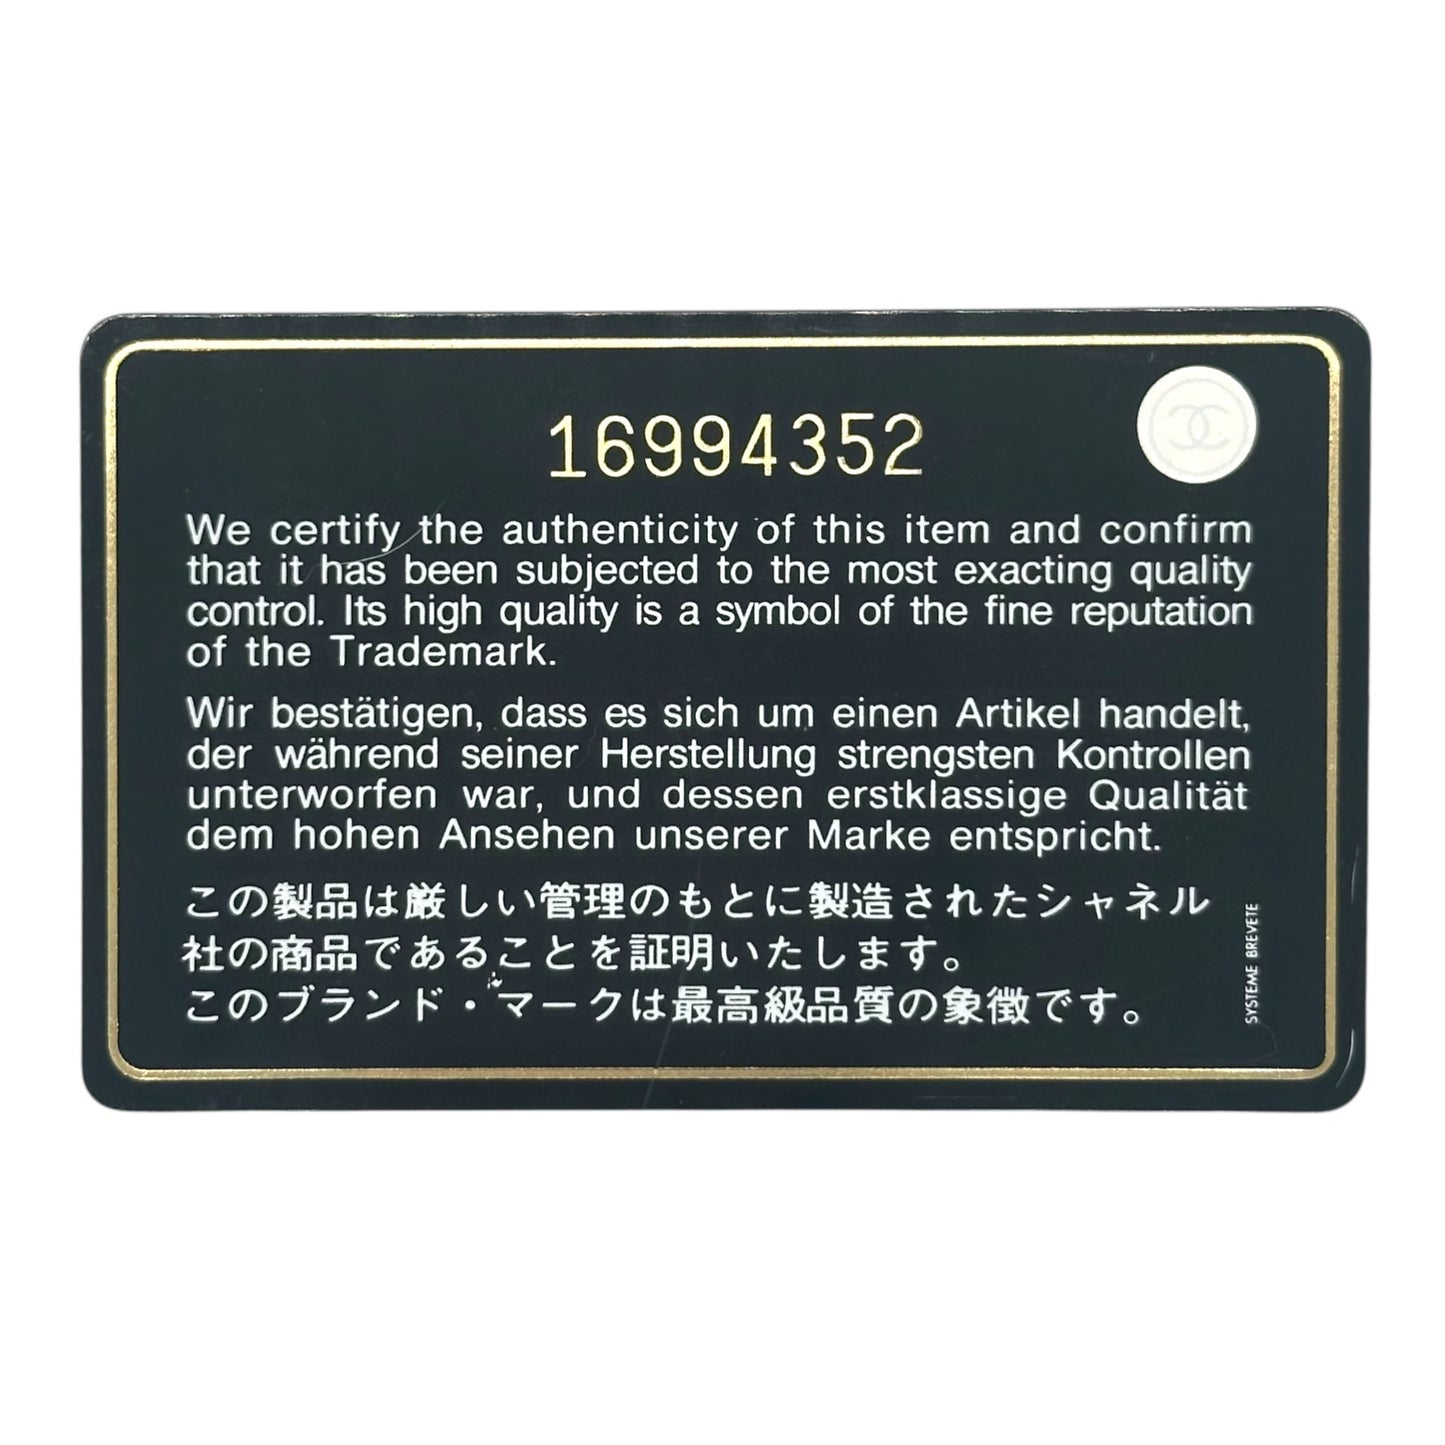 16994352
We certify the authenticity of this item and confirm
that it has been subjected to the most exacting quality
control. Its high quality is a symbol of the fine reputation
of the Trademark.
Wir bestätigen, dass es sich um einen Artikel handelt,
der während seiner Herstellung strengsten Kontrollen
unterworfen war, und dessen erstklassige Qualität
dem hohen Ansehen unserer Marke entspricht.
この製品は厳しい管理のもとに製造されたシャネル
社の商品であることを証明いたします。
このブランド・マークは最高級品質の象徴です。
SYSTEME BREVETE